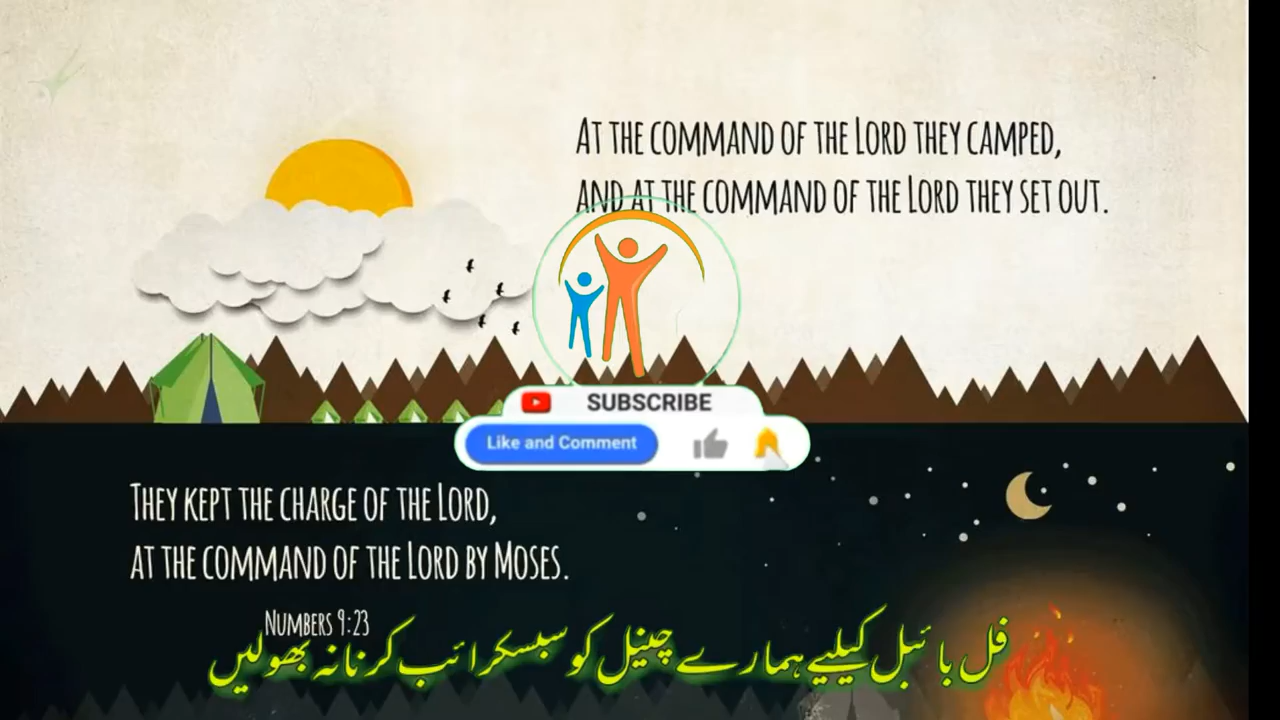 At the command of the Lord they camped,
and at the command of the Lord they set out.
SUBSCRIBE
Like and Comment
They kept the charge of the Lord,
at the command of the Lord by Moses.
Numbers 9:23
فل بائبل کیلیے ہمارے چینل کو سبسکرائب کرنا نہ بھولیں